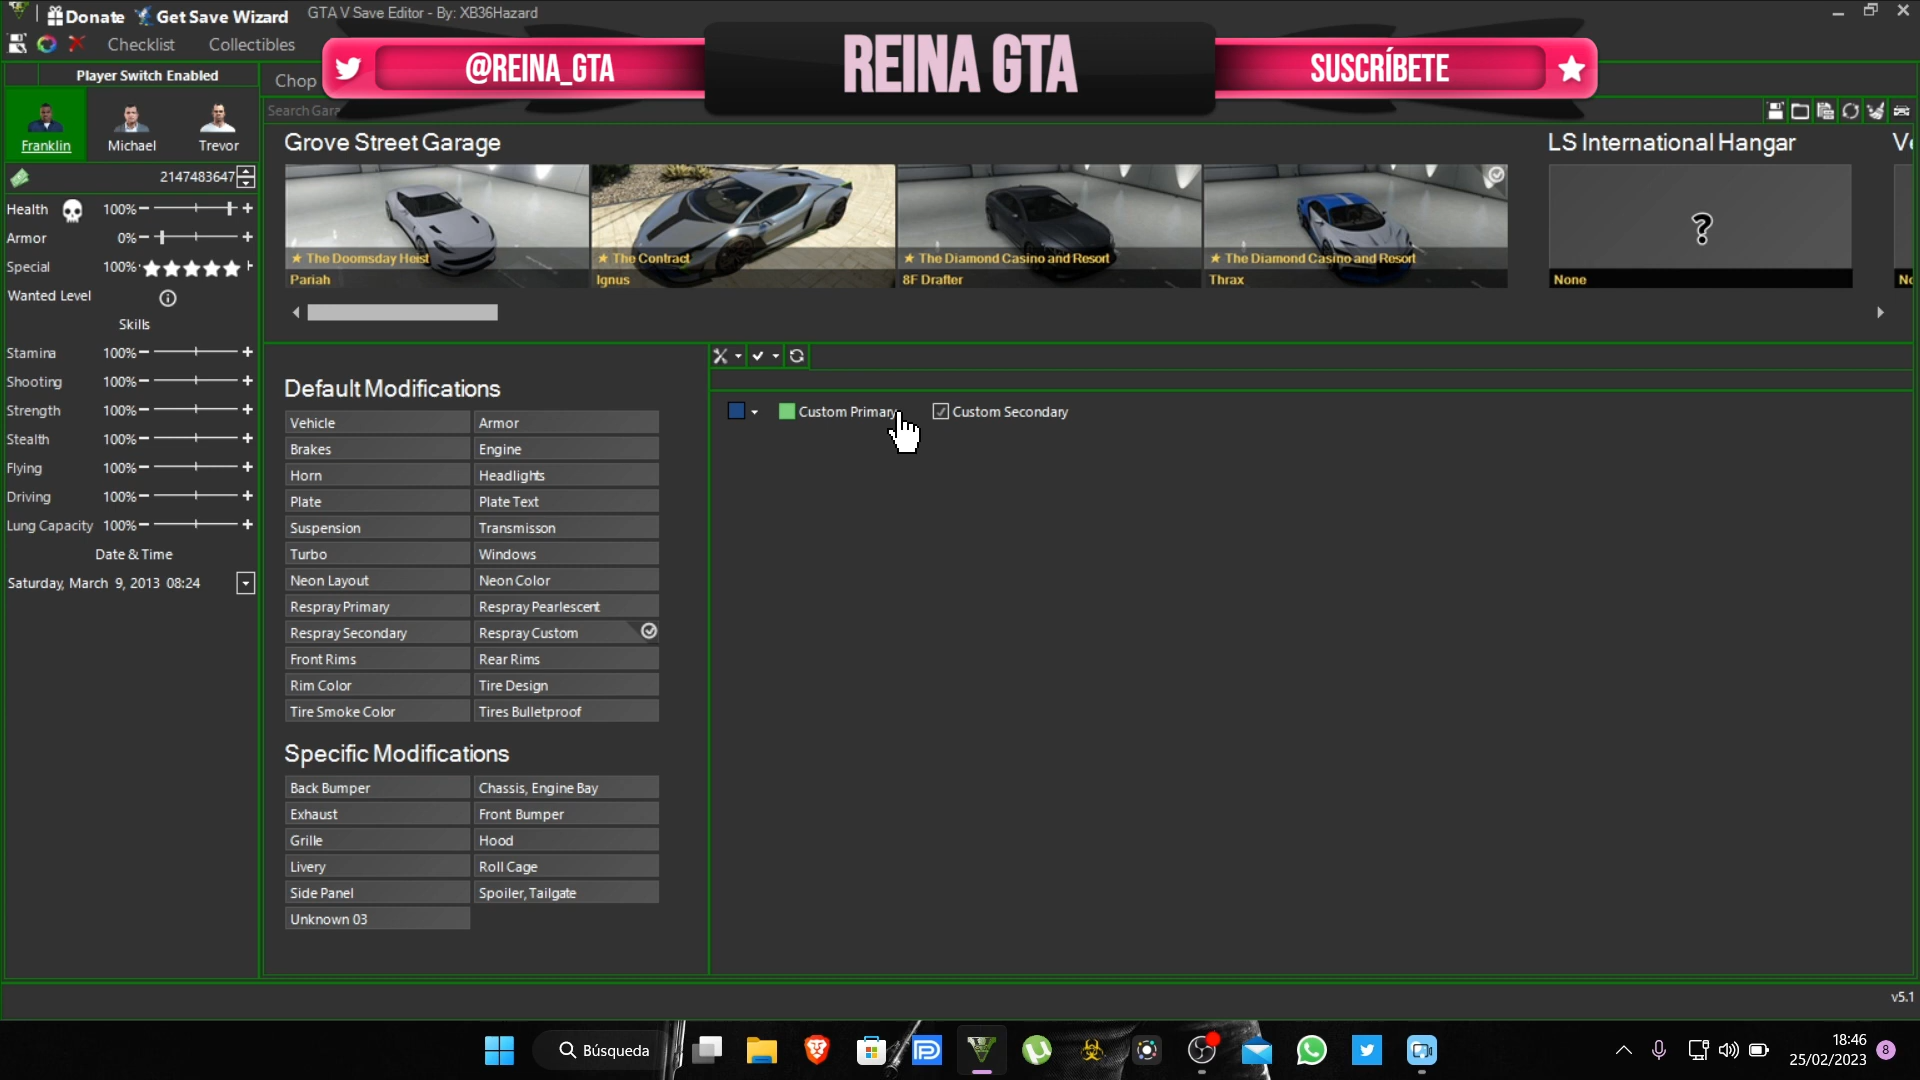 Donate Get Save Wizard GTA V Save Editor - By: XB36Hazard
Checklist Collectibles
@REINA_GTA REINA GTA SUSCRÍBETE
Player Switch Enabled
Chop
Search Gara
Franklin Michael Trevor
2147483647
Health 100%
Armor 0%
Special 100%
Wanted Level
Skills
Stamina 100%
Shooting 100%
Strength 100%
Stealth 100%
Flying 100%
Driving 100%
Lung Capacity 100%
Date & Time
Saturday, March 9, 2013 08:24
Grove Street Garage
LS International Hangar
The Doomsday Heist
Pariah
The Contract
Ignus
The Diamond Casino and Resort
8F Drafter
The Diamond Casino and Resort
Thrax
?
None
Default Modifications
Vehicle Armor
Brakes Engine
Horn Headlights
Plate Plate Text
Suspension Transmisson
Turbo Windows
Neon Layout Neon Color
Respray Primary Respray Pearlescent
Respray Secondary Respray Custom
Front Rims Rear Rims
Rim Color Tire Design
Tire Smoke Color Tires Bulletproof
Specific Modifications
Back Bumper Chassis, Engine Bay
Exhaust Front Bumper
Grille Hood
Livery Roll Cage
Side Panel Spoiler, Tailgate
Unknown 03
Custom Primary Custom Secondary
v5.1
Búsqueda
18:46
25/02/2023
8